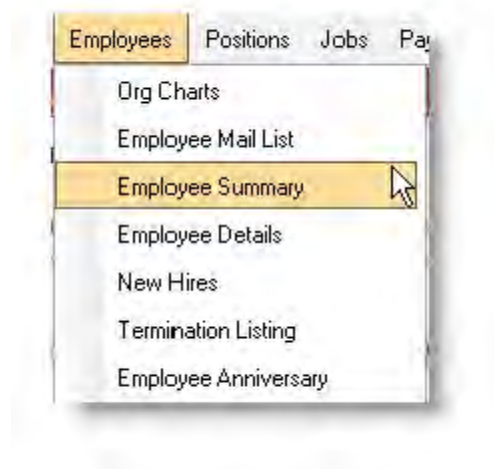 Employees Positions Jobs
Org Charts
Employee Mail List
Employee Summary
Employee Details
New Hires
Termination Listing
Employee Anniversary